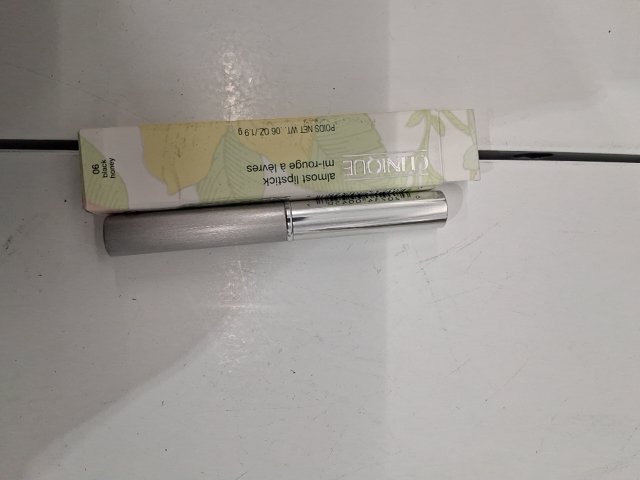 CLINIQUE
almost lipstick
mi-rouge à lèvres
POIDS NET WT. .06 OZ./1.9 g
06
black
honey